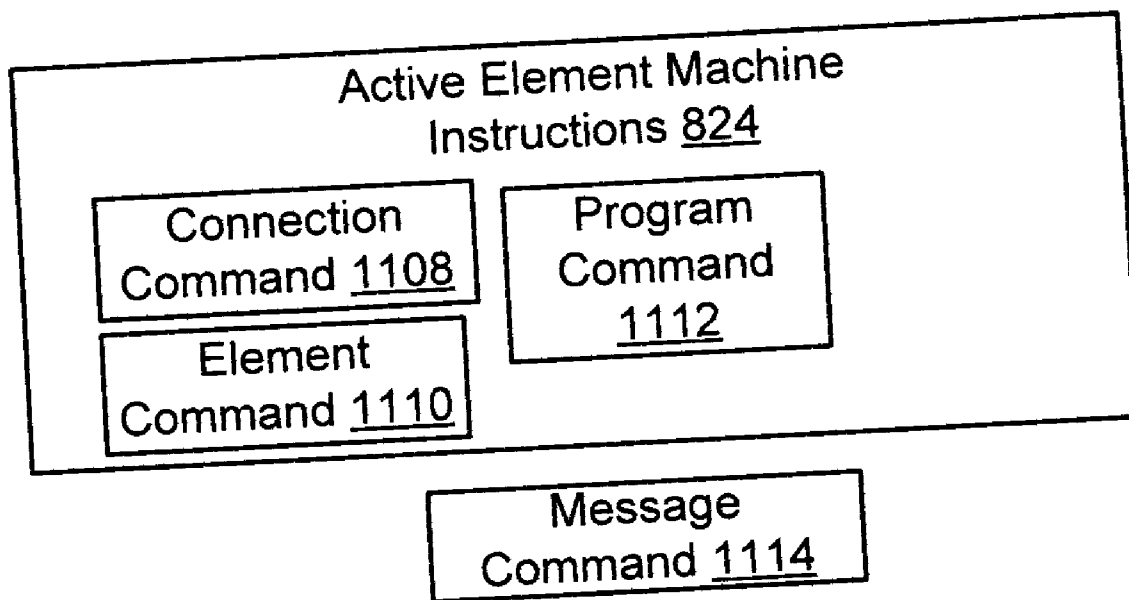 Active Element Machine
Instructions 824
Connection
Command 1108
Program
Command
1112
Element
Command 1110
Message
Command 1114